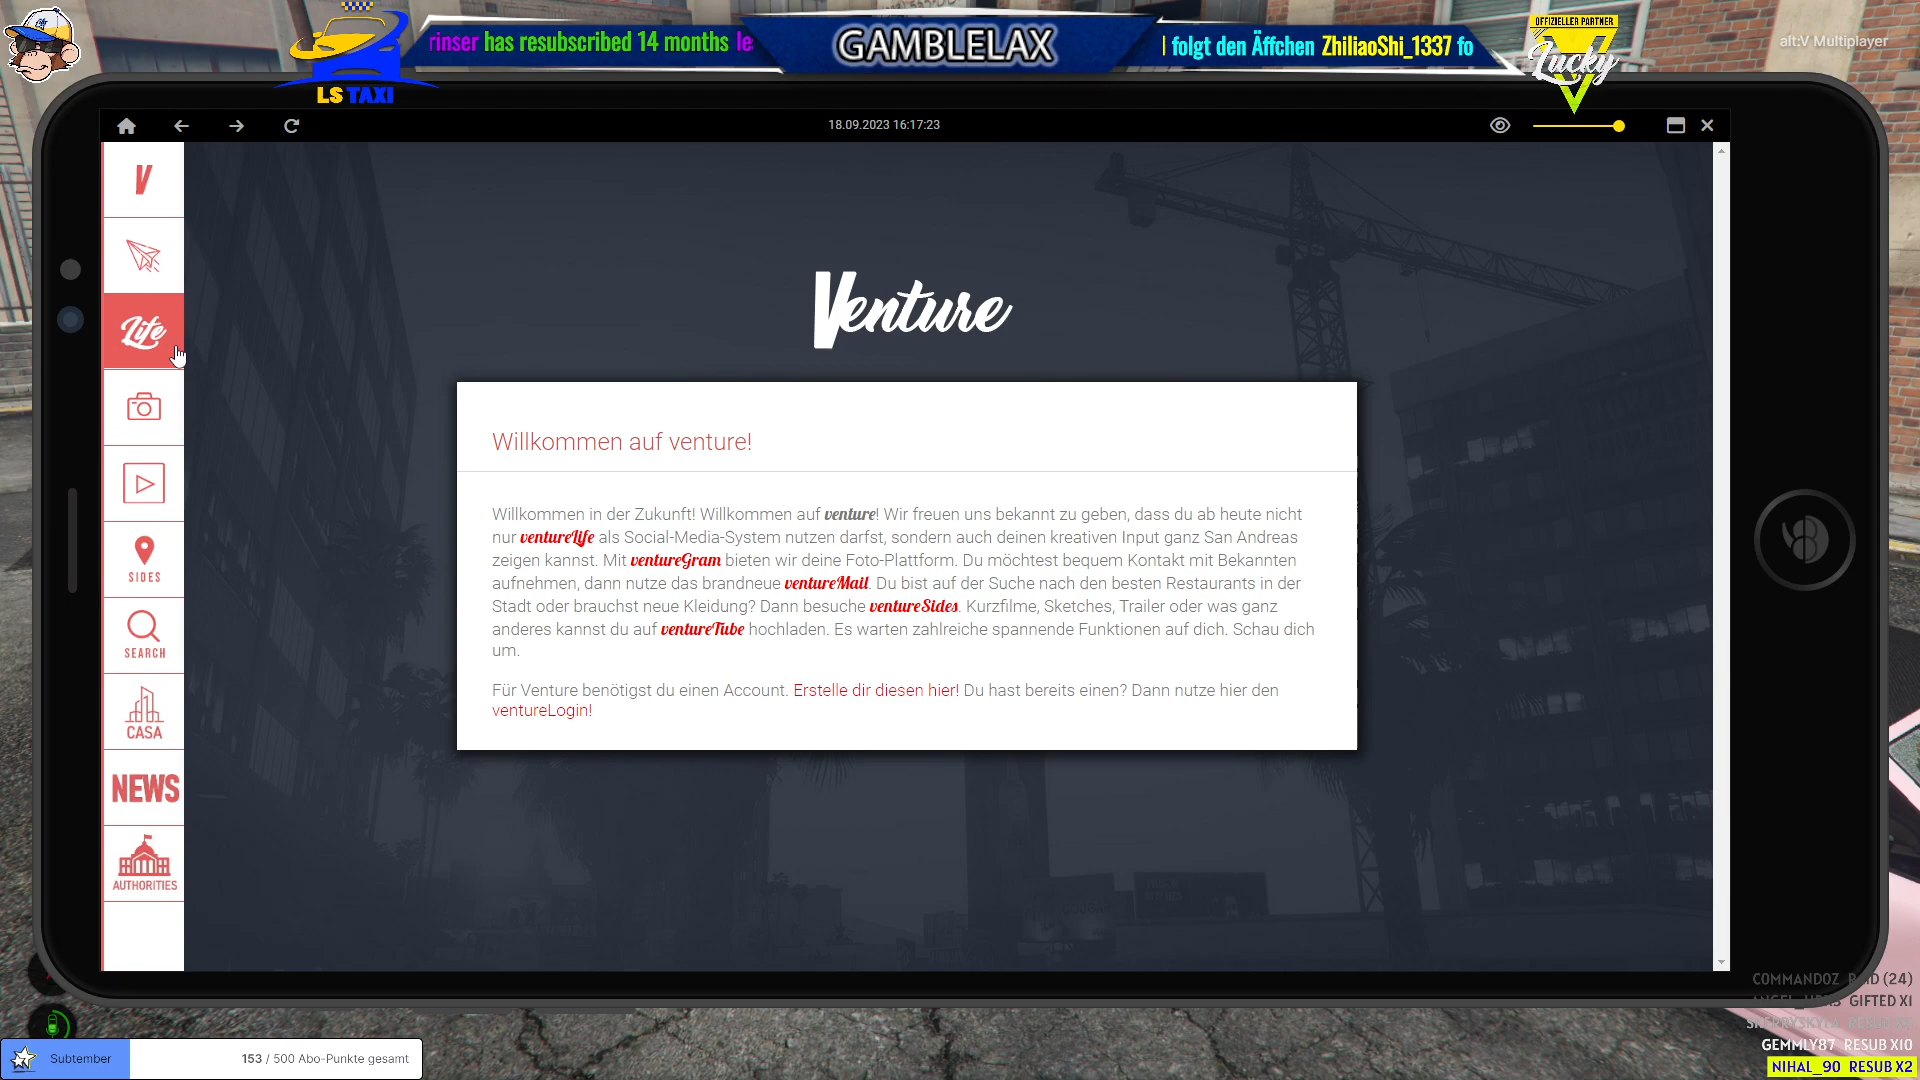 rinser has resubscribed 14 months
GAMBLELAX
folgt den Äffchen ZhiliaoShi_1337 fo
OFFIZIELLER PARTNER
Lucky
alt:V Multiplayer
LS TAXI
18.09.2023 16:17:23
V
Life
SIDES
SEARCH
CASA
NEWS
AUTHORITIES
Venture
Willkommen auf venture!
Willkommen in der Zukunft! Willkommen auf venture! Wir freuen uns bekannt zu geben, dass du ab heute nicht
nur ventureLife als Social-Media-System nutzen darfst, sondern auch deinen kreativen Input ganz San Andreas
zeigen kannst. Mit ventureGram bieten wir deine Foto-Plattform. Du möchtest bequem Kontakt mit Bekannten
aufnehmen, dann nutze das brandneue ventureMail. Du bist auf der Suche nach den besten Restaurants in der
Stadt oder brauchst neue Kleidung? Dann besuche ventureSides. Kurzfilme, Sketches, Trailer oder was ganz
anderes kannst du auf ventureTube hochladen. Es warten zahlreiche spannende Funktionen auf dich. Schau dich
um.
Für Venture benötigst du einen Account. Erstelle dir diesen hier! Du hast bereits einen? Dann nutze hier den
ventureLogin!
COMMANDOZ (24)
GIFTED X1
GEMMLY87 RESUB X10
NIHAL_90 RESUB X2
Subtember
153 / 500 Abo-Punkte gesamt